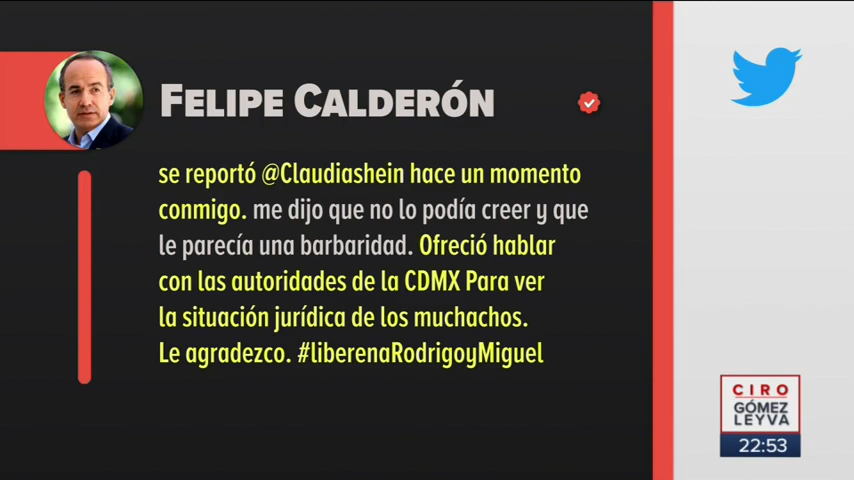 FELIPE CALDERÓN
se reportó @Claudiashein hace un momento
conmigo. me dijo que no lo podía creer y que
le parecía una barbaridad. Ofreció hablar
con las autoridades de la CDMX Para ver
la situación jurídica de los muchachos.
Le agradezco. #liberenaRodrigoyMiguel
CIRO
GÓMEZ
LEYVA
22:53